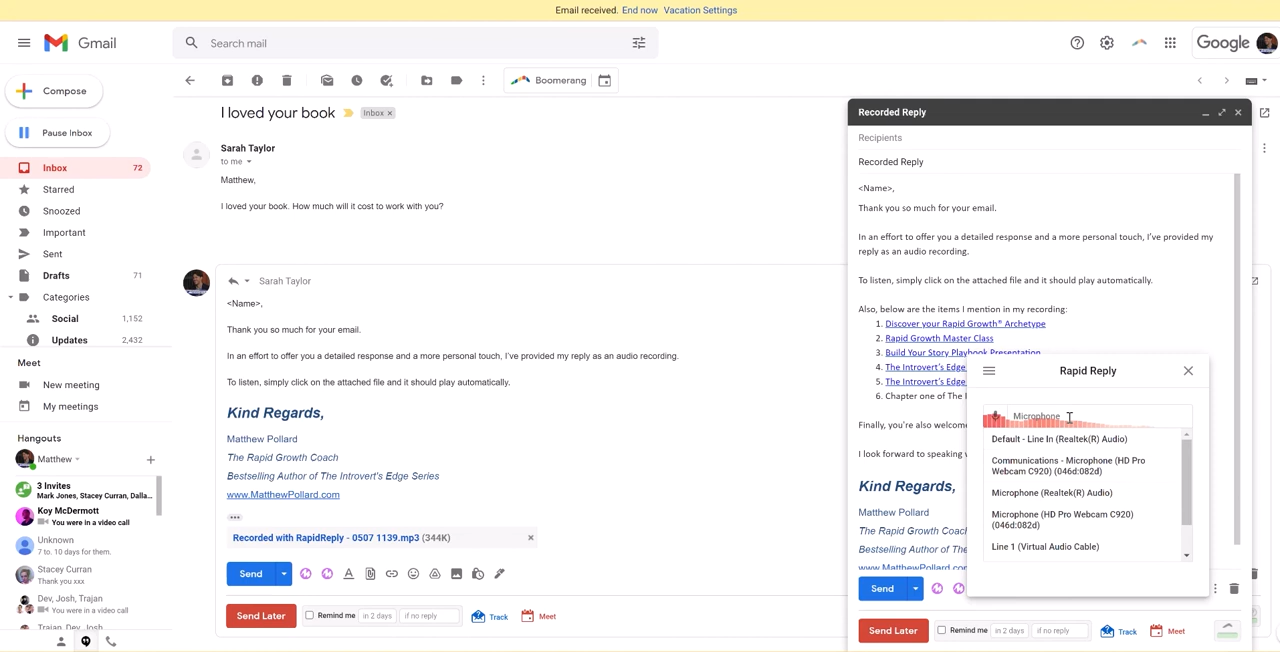 Email received. End now Vacation Settings
Gmail
Search mail
Google
Compose
Pause Inbox
Inbox 72
Starred
Snoozed
Important
Sent
Drafts 71
Categories
Social 1,152
Updates 2,432
Meet
New meeting
My meetings
Hangouts
Matthew
3 Invites
Mark Jones, Stacey Curran, Dalla...
Koy McDermott
You were in a video call
Unknown
7 to. 10 days for them.
Stacey Curran
Thank you xxx
Dev, Josh, Trajan
You were in a video call
Trajan, Dev, Josh
Boomerang
I loved your book Inbox x
Sarah Taylor
to me
Matthew,
I loved your book. How much will it cost to work with you?
Sarah Taylor
<Name>,
Thank you so much for your email.
In an effort to offer you a detailed response and a more personal touch, I've provided my reply as an audio recording.
To listen, simply click on the attached file and it should play automatically.
Kind Regards,
Matthew Pollard
The Rapid Growth Coach
Bestselling Author of The Introvert's Edge Series
www.MatthewPollard.com
Recorded with RapidReply - 0507 1139.mp3 (344K)
Send
Send Later Remind me in 2 days if no reply Track Meet
Recorded Reply
Recipients
Recorded Reply
<Name>,
Thank you so much for your email.
In an effort to offer you a detailed response and a more personal touch, I've provided my
reply as an audio recording.
To listen, simply click on the attached file and it should play automatically.
Also, below are the items I mention in my recording:
1. Discover your Rapid Growth® Archetype
2. Rapid Growth Master Class
3. Build Your Story Playbook Presentation
4. The Introvert's Edge
5. The Introvert's Edge
6. Chapter one of The I
Finally, you're also welcome
I look forward to speaking
Kind Regards,
Matthew Pollard
The Rapid Growth Coach
Bestselling Author of The
www.MatthewPollard.com
Send
Send Later Remind me in 2 days if no reply Track Meet
Rapid Reply
Microphone
Default - Line In (Realtek(R) Audio)
Communications - Microphone (HD Pro
Webcam C920) (046d:082d)
Microphone (Realtek(R) Audio)
Microphone (HD Pro Webcam C920)
(046d:082d)
Line 1 (Virtual Audio Cable)